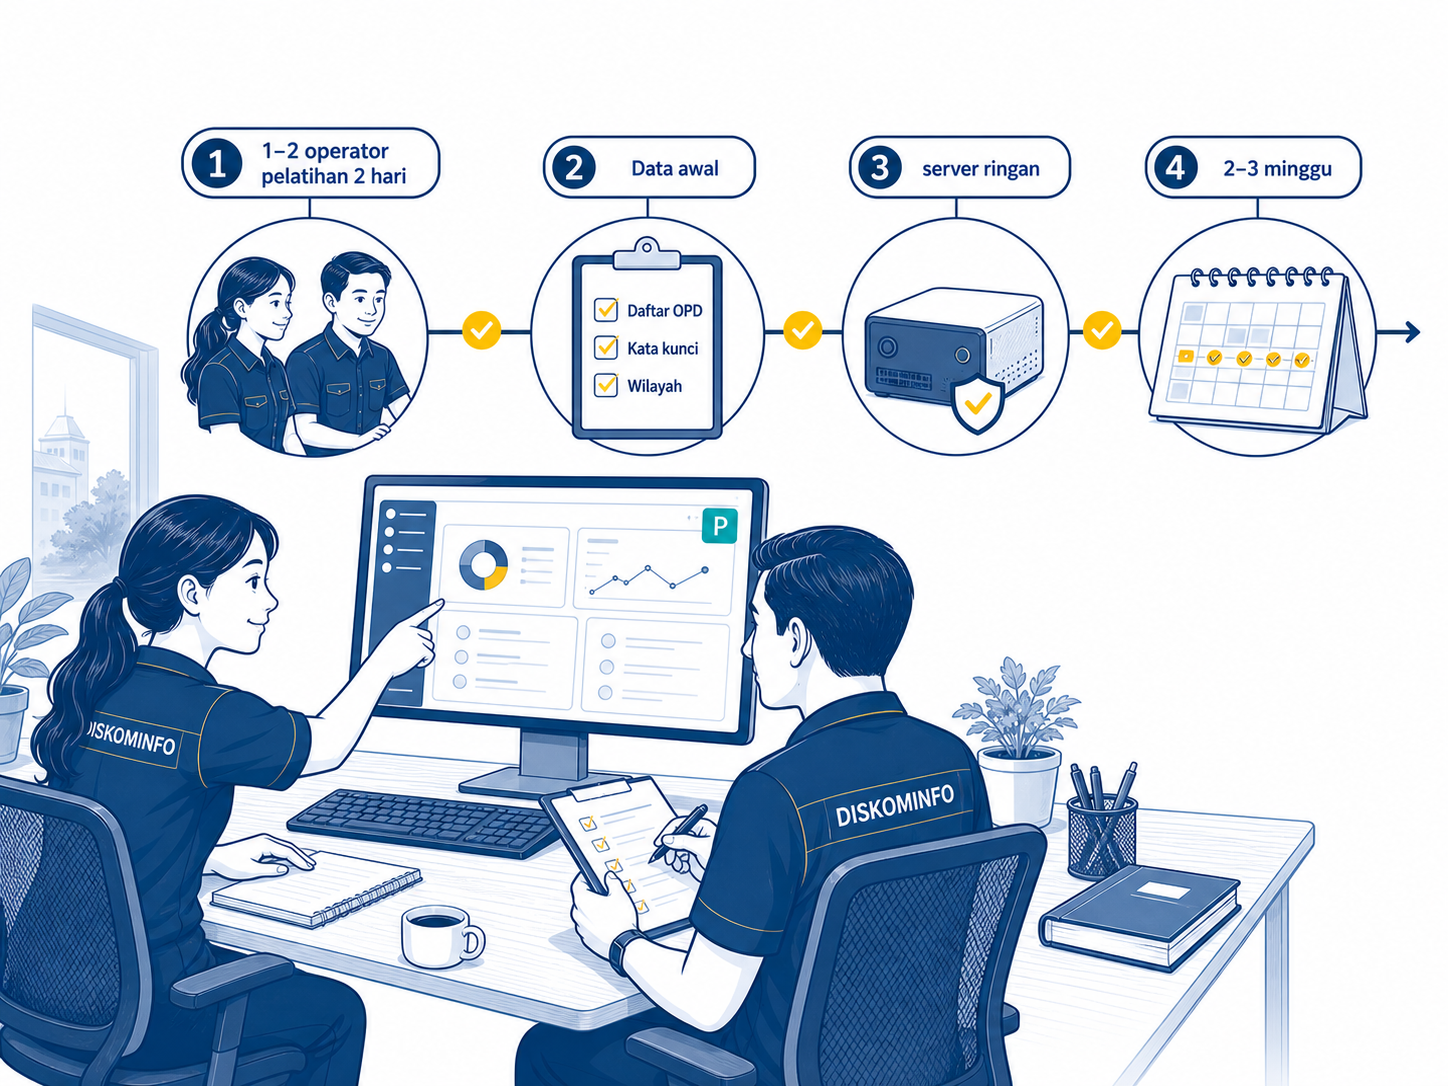 1
1–2 operator
pelatihan 2 hari
2
Data awal
3
server ringan
4
2–3 minggu
Daftar OPD
Kata kunci
Wilayah
P
DISKOMINFO
DISKOMINFO